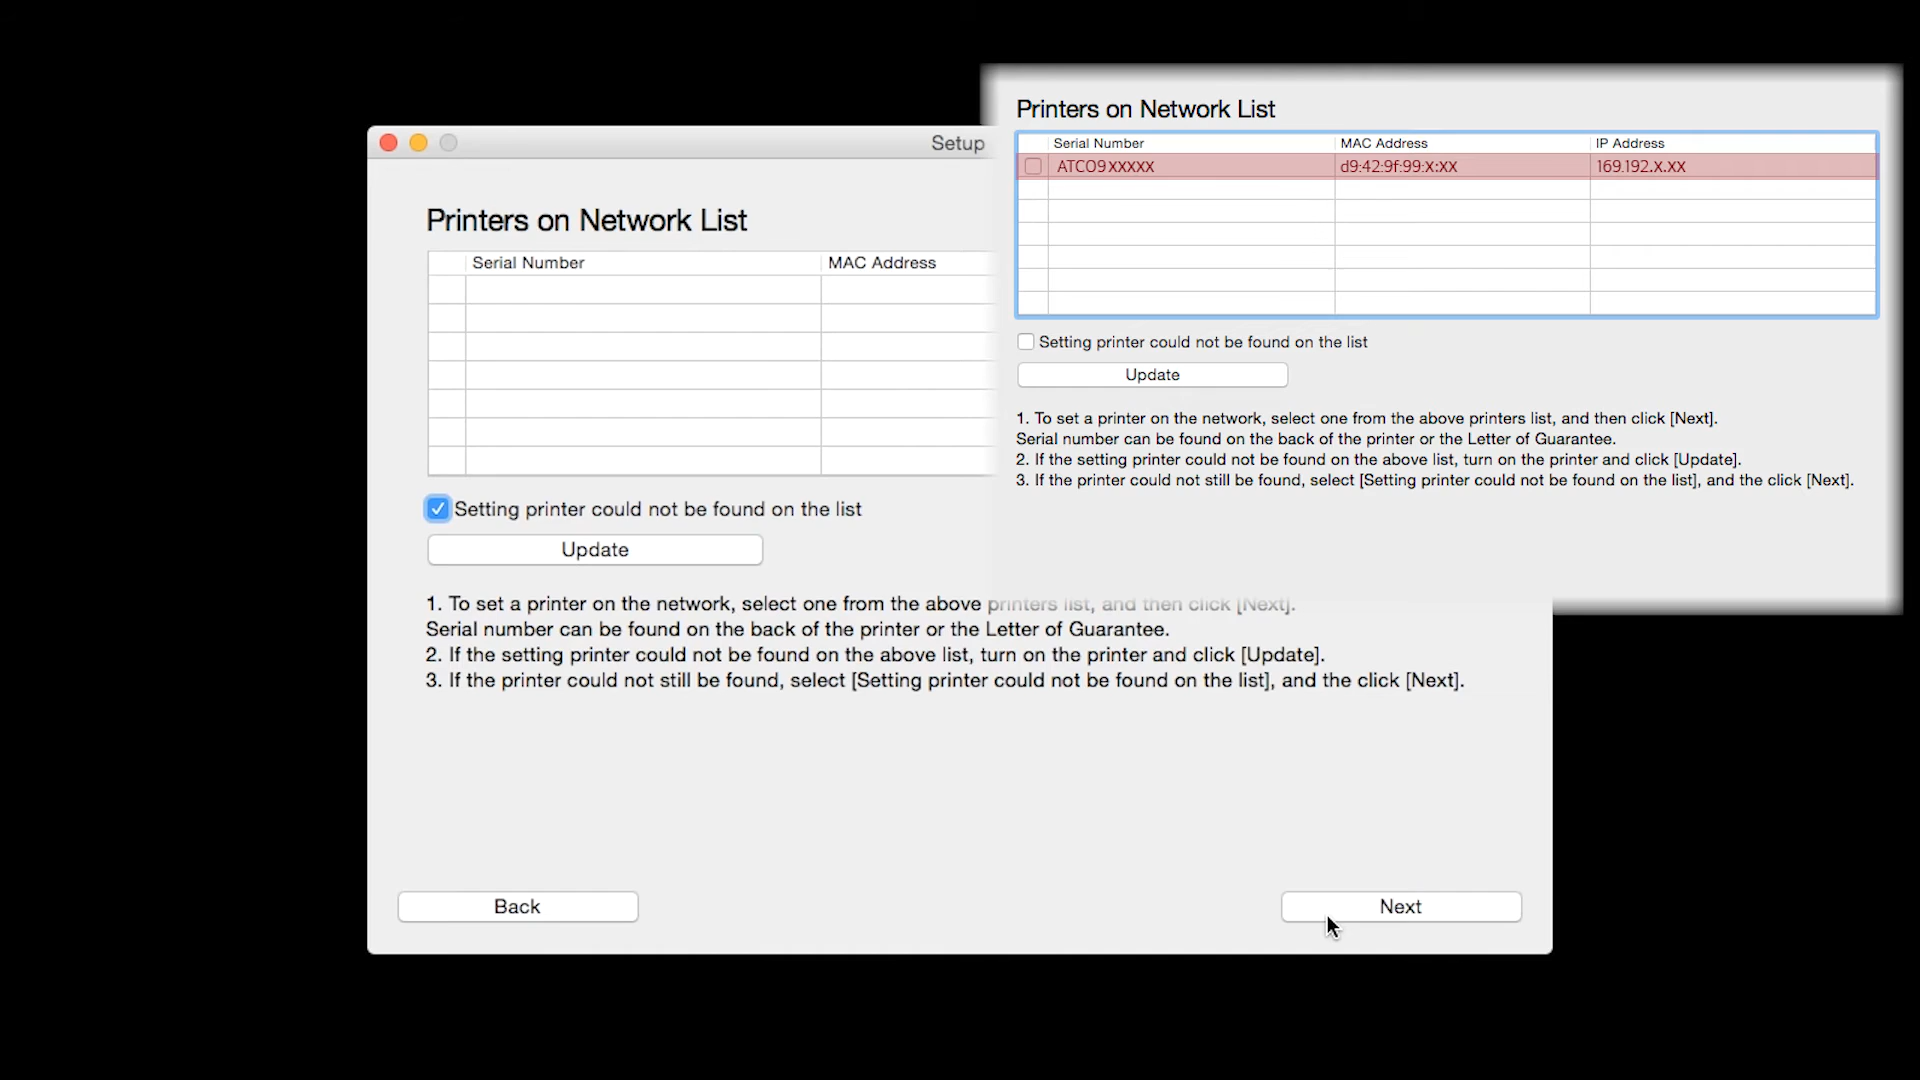 Setup
Printers on Network List
Serial Number MAC Address
Setting printer could not be found on the list
Update
1. To set a printer on the network, select one from the above printers list, and then click [Next].
Serial number can be found on the back of the printer or the Letter of Guarantee.
2. If the setting printer could not be found on the above list, turn on the printer and click [Update].
3. If the printer could not still be found, select [Setting printer could not be found on the list], and the click [Next].
Back Next
Printers on Network List
Serial Number MAC Address IP Address
ATCO9XXXXX d9:42:9f:99:X:XX 169.192.X.XX
Setting printer could not be found on the list
Update
1. To set a printer on the network, select one from the above printers list, and then click [Next].
Serial number can be found on the back of the printer or the Letter of Guarantee.
2. If the setting printer could not be found on the above list, turn on the printer and click [Update].
3. If the printer could not still be found, select [Setting printer could not be found on the list], and the click [Next].